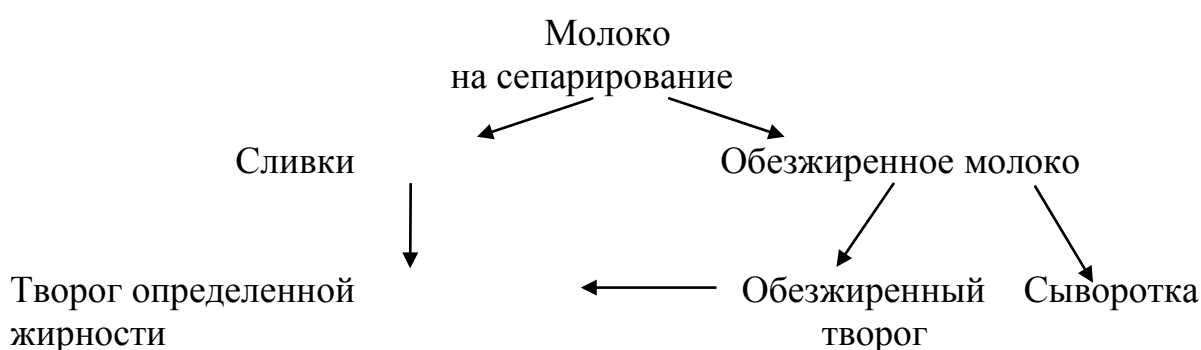 Молоко
на сепарирование
Сливки
Обезжиренное молоко
Творог определенной
жирности
Обезжиренный
творог
Сыворотка